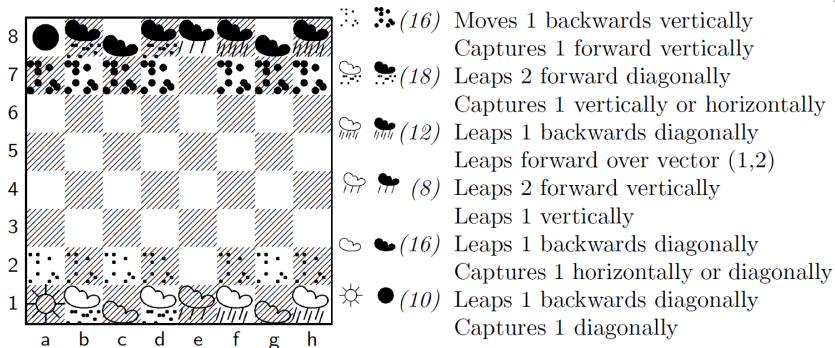 8
7
6
5
4
3
2
1
a b c d e f g h
(16) Moves 1 backwards vertically
Captures 1 forward vertically
(18) Leaps 2 forward diagonally
Captures 1 vertically or horizontally
(12) Leaps 1 backwards diagonally
Leaps forward over vector (1,2)
(8) Leaps 2 forward vertically
Leaps 1 vertically
(16) Leaps 1 backwards diagonally
Captures 1 horizontally or diagonally
(10) Leaps 1 backwards diagonally
Captures 1 diagonally